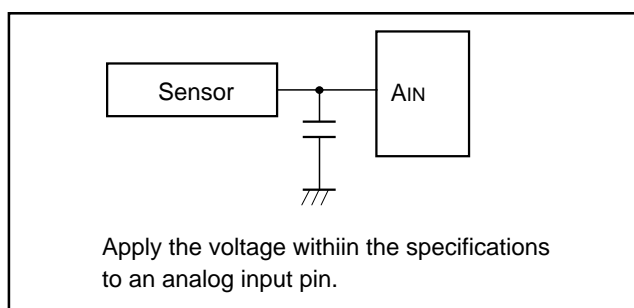 Sensor
AIN
Apply the voltage withiin the specifications
to an analog input pin.